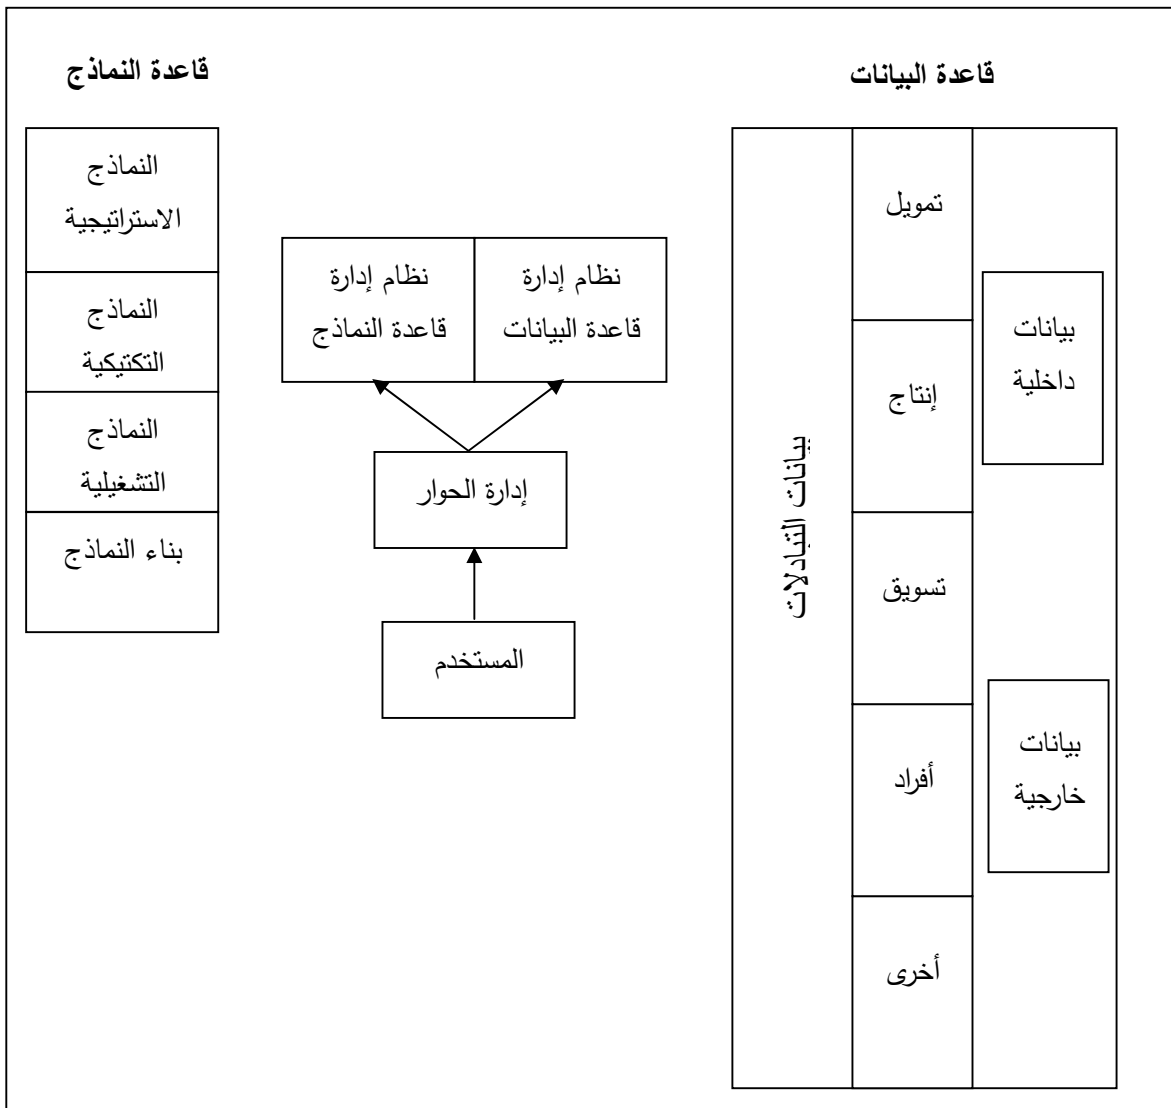 قاعدة البيانات
قاعدة النماذج
بيانات
داخلية
بيانات
خارجية
تمويل
إنتاج
تسويق
أفراد
أخرى
بيانات التبادلات
نظام إدارة
قاعدة البيانات
نظام إدارة
قاعدة النماذج
إدارة الحوار
المستخدم
النماذج
الاستراتيجية
النماذج
التكتيكية
النماذج
التشغيلية
بناء النماذج